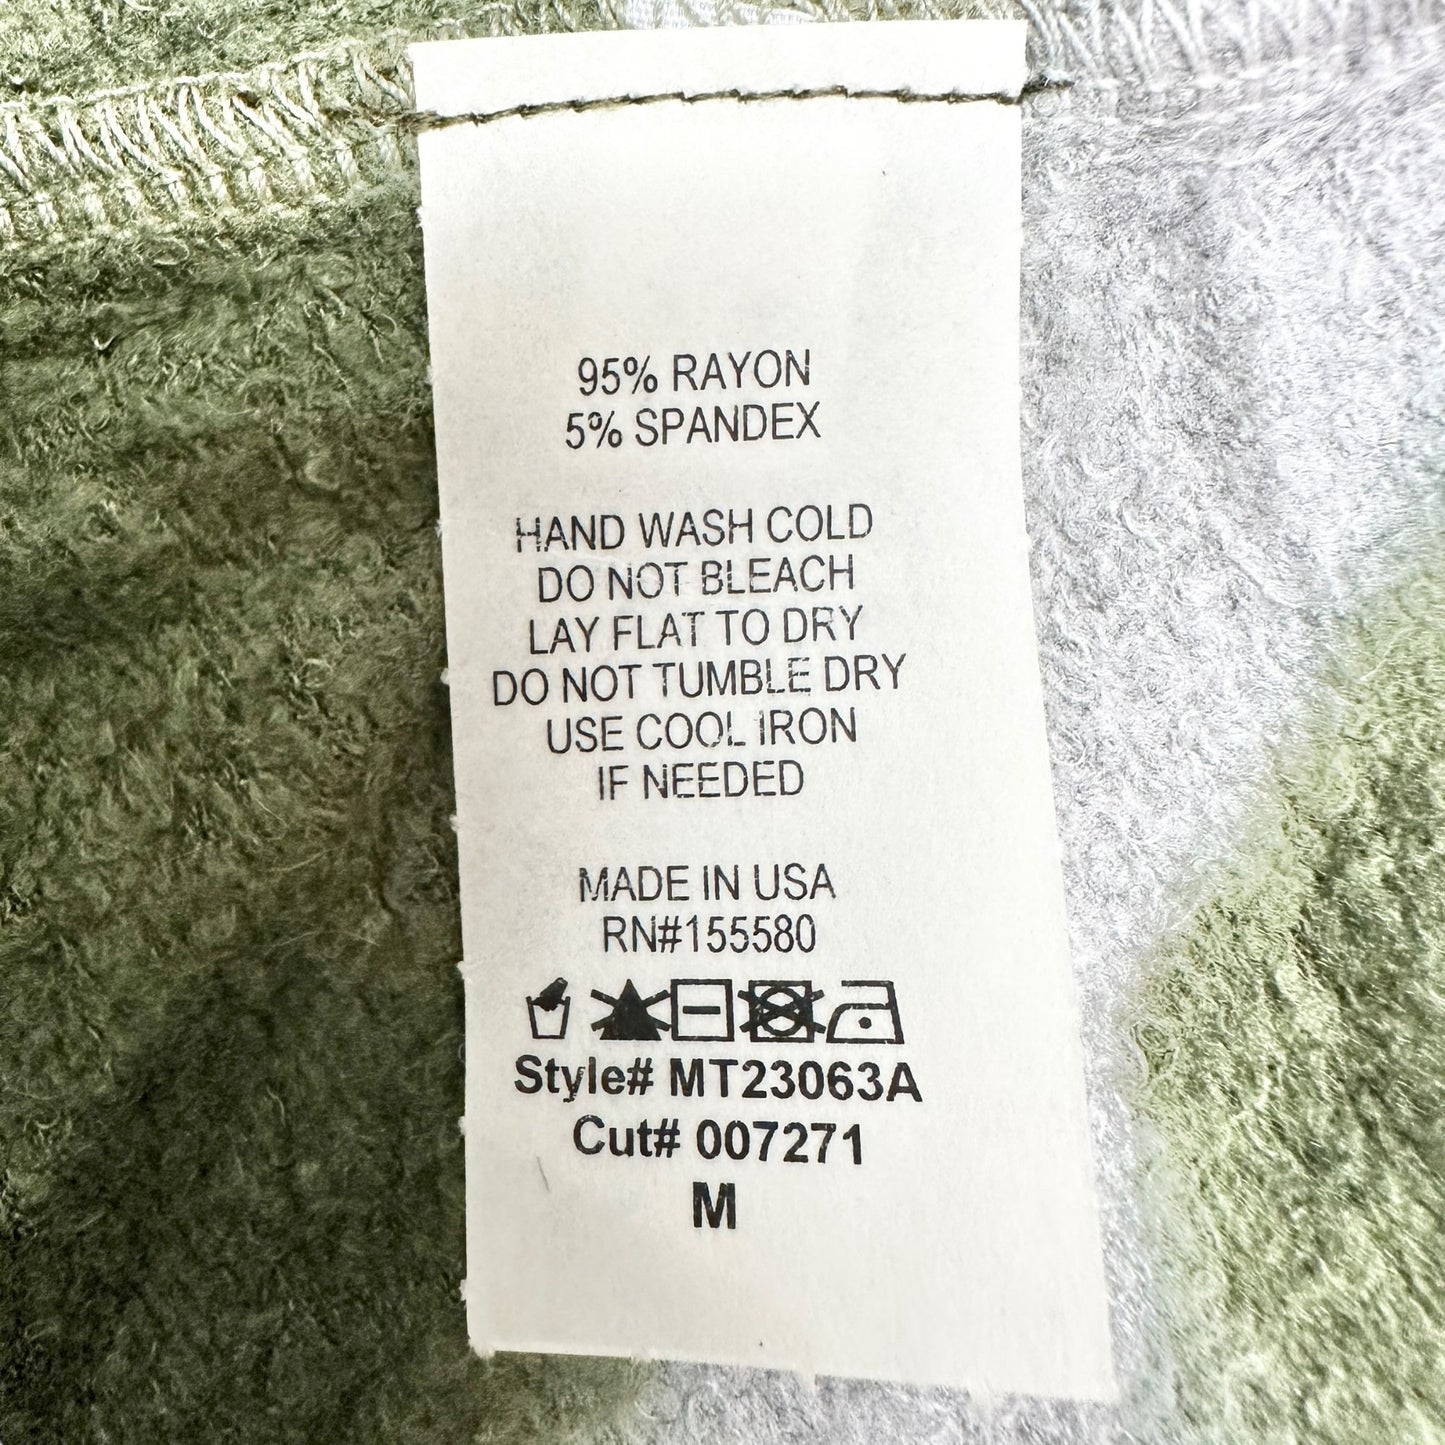 95% RAYON
5% SPANDEX
HAND WASH COLD
DO NOT BLEACH
LAY FLAT TO DRY
DO NOT TUMBLE DRY
USE COOL IRON
IF NEEDED
MADE IN USA
RN#155580
Style# MT23063A
Cut# 007271
M